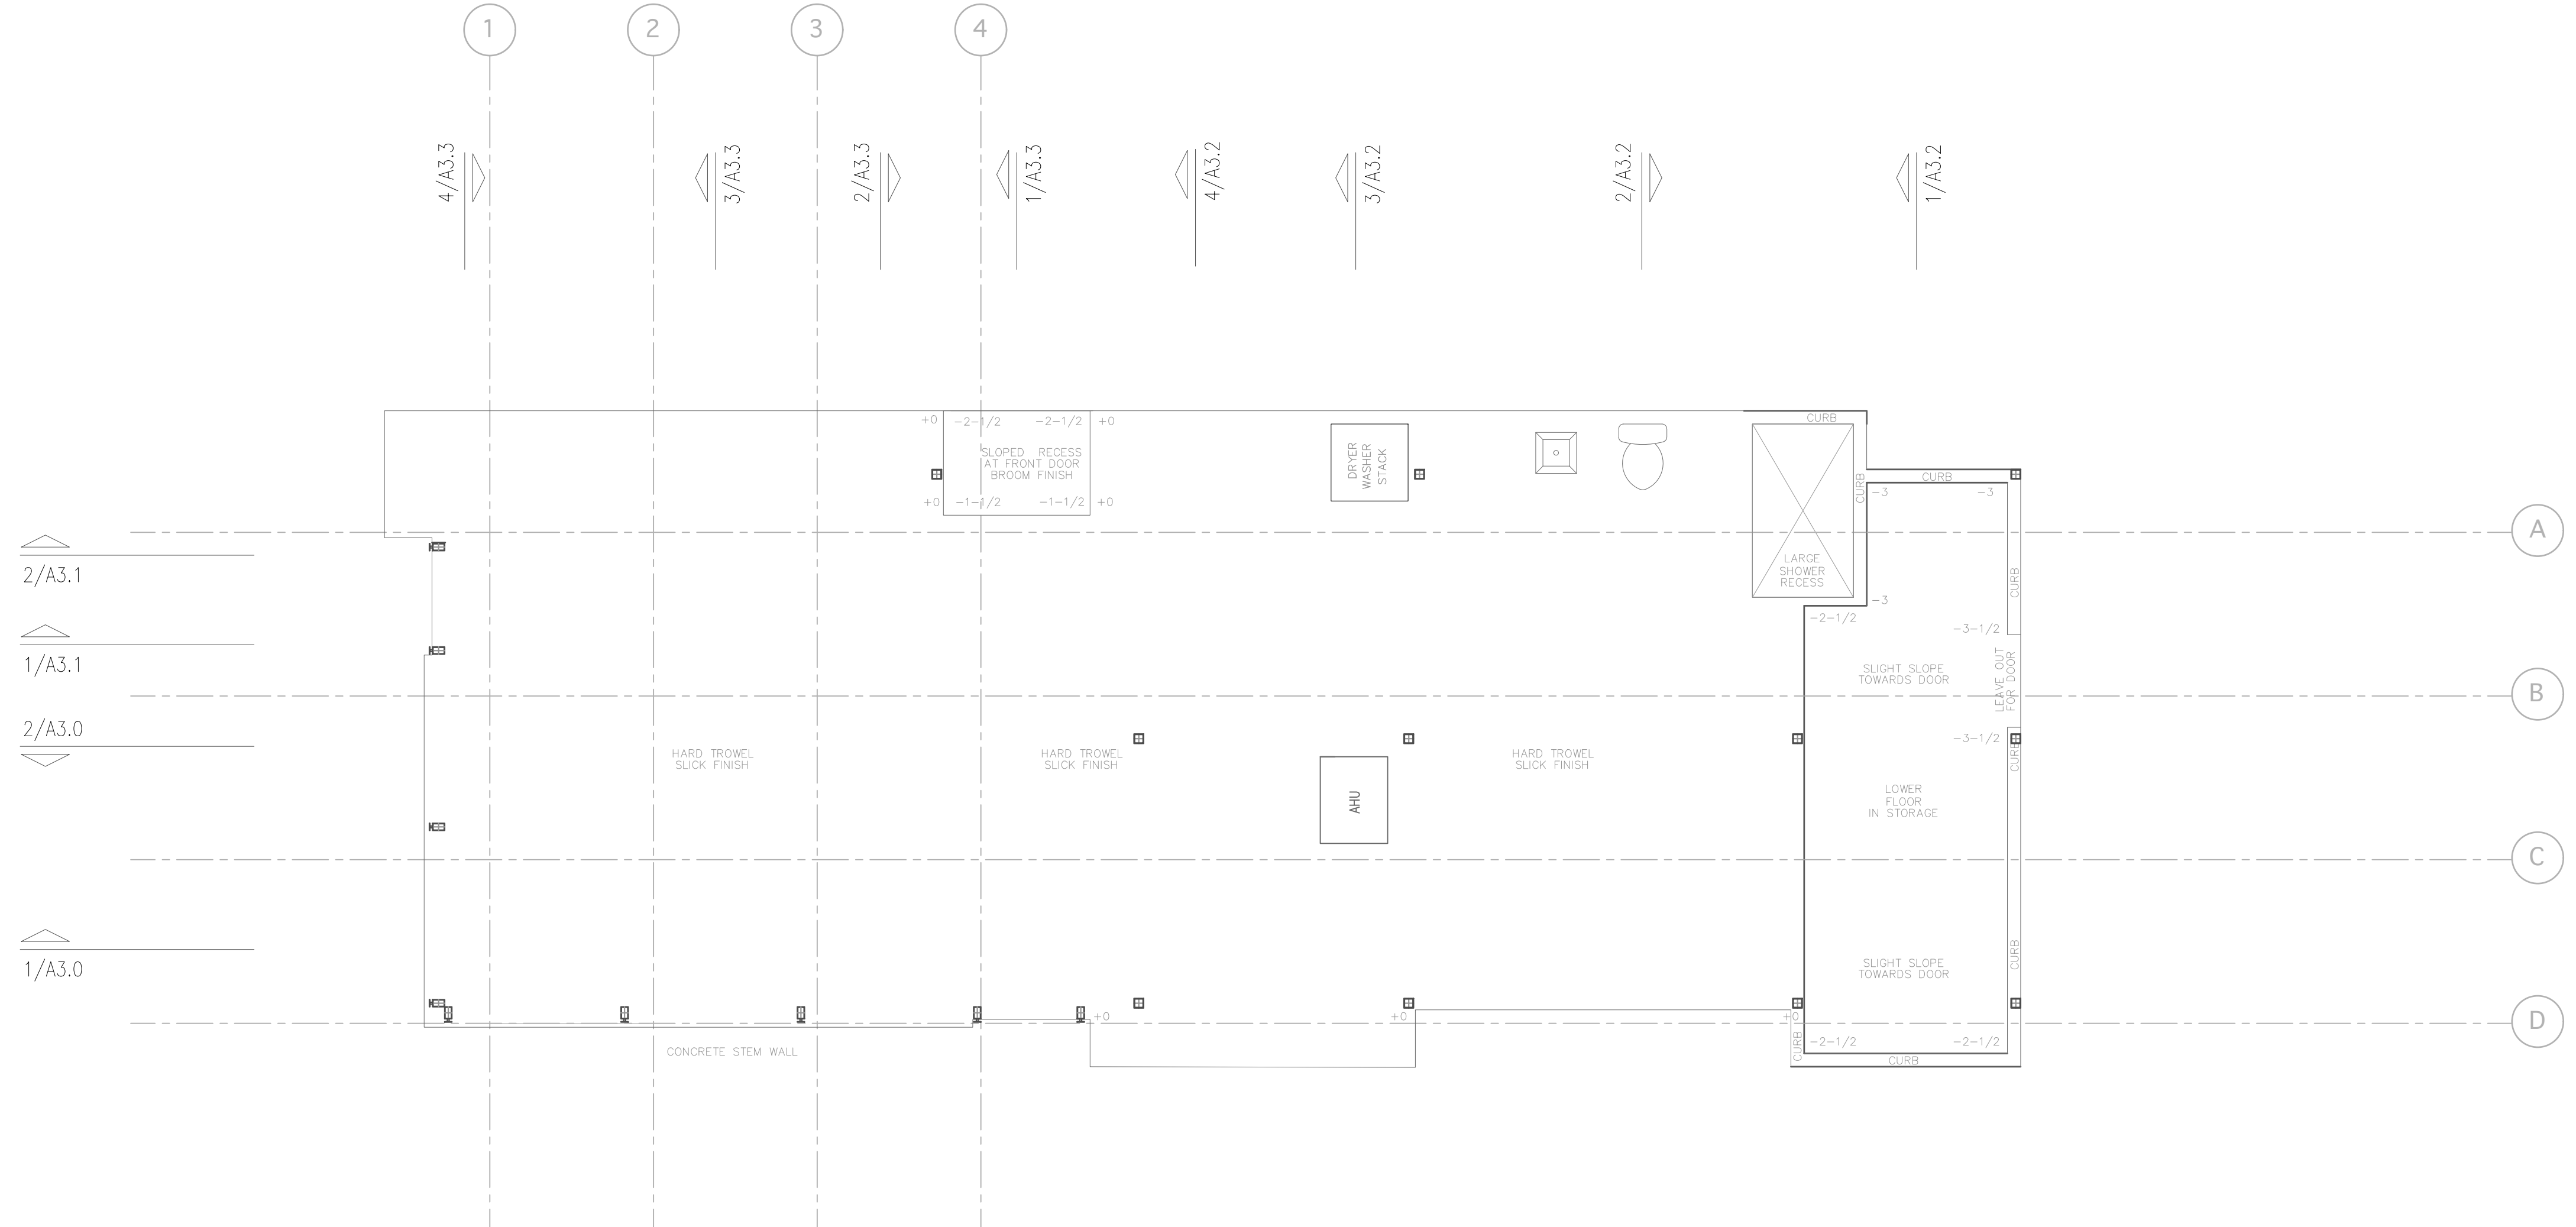 1
2
3
4
4/A3.3
3/A3.3
2/A3.3
1/A3.3
4/A3.2
3/A3.2
2/A3.2
1/A3.2
+0
-2-1/2
-2-1/2
+0
SLOPED RECESS
AT FRONT DOOR
BROOM FINISH
+0
-1-1/2
-1-1/2
+0
DRYER
WASHER
STACK
CURB
CURB
CURB
-3
-3
A
LARGE
SHOWER
RECESS
CURB
-3
-2-1/2
-3-1/2
2/A3.1
1/A3.1
SLIGHT SLOPE
TOWARDS DOOR
LEAVE OUT
FOR DOOR
B
2/A3.0
HARD TROWEL
SLICK FINISH
HARD TROWEL
SLICK FINISH
HARD TROWEL
SLICK FINISH
-3-1/2
CURB
AHU
LOWER
FLOOR
IN STORAGE
C
1/A3.0
SLIGHT SLOPE
TOWARDS DOOR
CURB
+0
+0
+0
D
CURB
-2-1/2
-2-1/2
CONCRETE STEM WALL
CURB